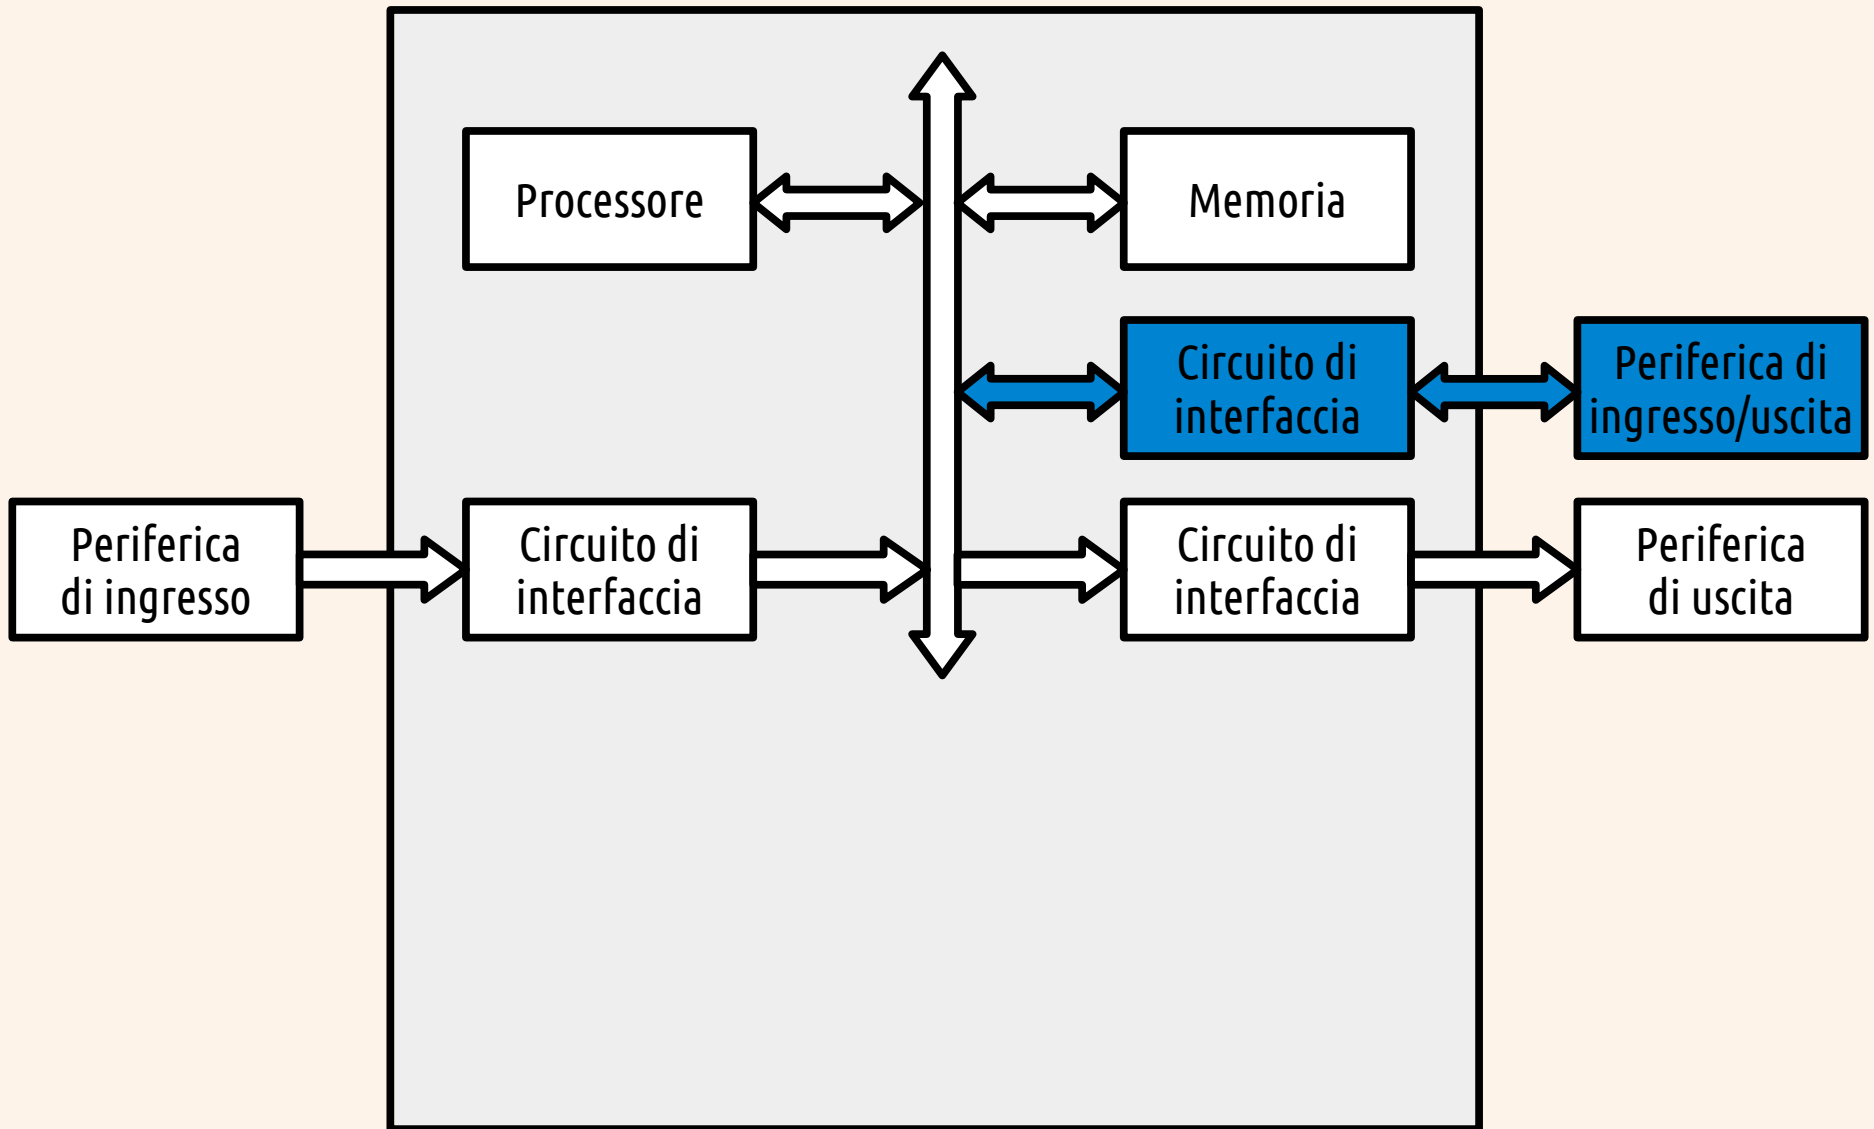 Processore
Memoria
Circuito di
interfaccia
Periferica di
ingresso/uscita
Periferica
di ingresso
Circuito di
interfaccia
Circuito di
interfaccia
Periferica
di uscita